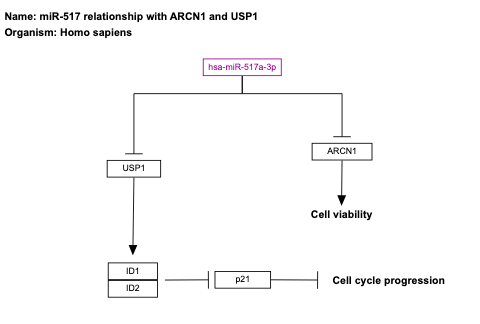 Name: miR-517 relationship with ARCN1 and USP1
Organism: Homo sapiens
hsa-miR-517a-3p
ARCN1
USP1
Cell viability
ID1
p21
Cell cycle progression
ID2